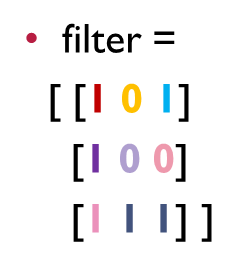 • filter =
[ [1 0 1]
[1 0 0]
[1 1 1] ]